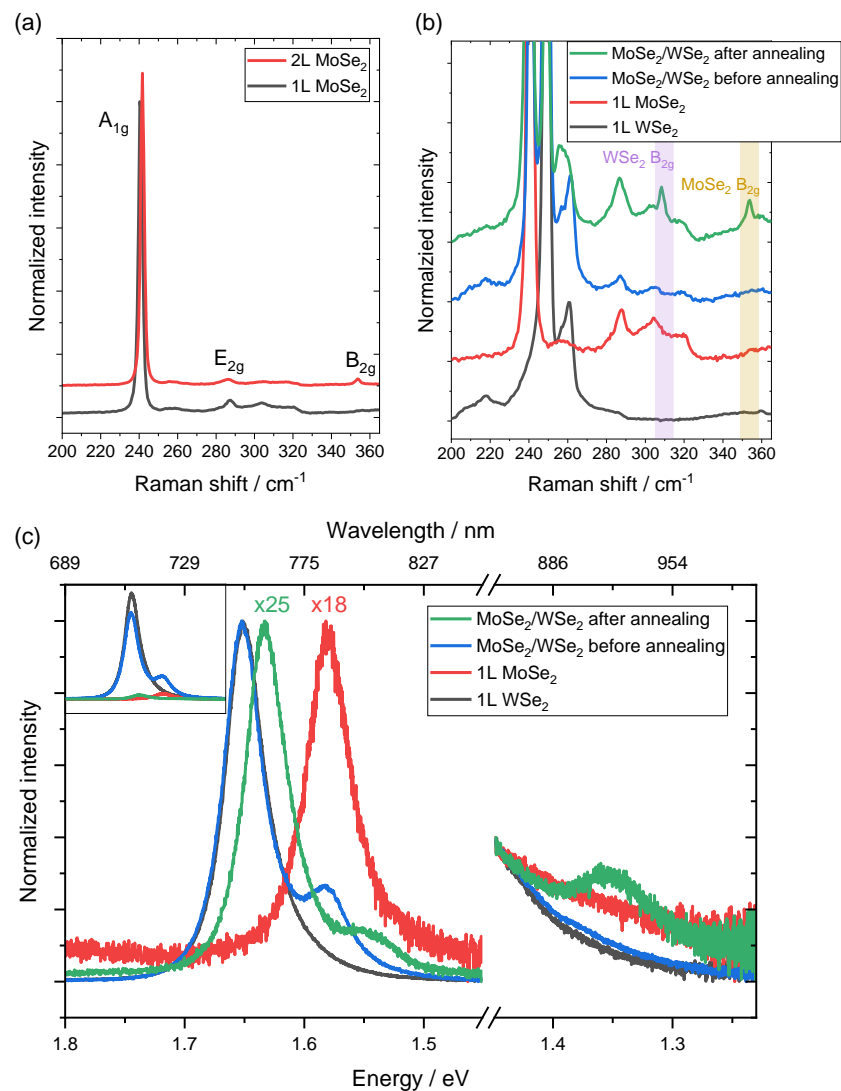 (a)
2L MoSe₂
1L MoSe₂
A₁g
E₂g
B₂g
Normalized intensity
200 220 240 260 280 300 320 340 360
Raman shift / cm⁻¹
(b)
MoSe₂/WSe₂ after annealing
MoSe₂/WSe₂ before annealing
1L MoSe₂
1L WSe₂
WSe₂ B₂g
MoSe₂ B₂g
Normalzied intensity
200 220 240 260 280 300 320 340 360
Raman shift / cm⁻¹
(c)
Wavelength / nm
689 729 775 827 886 954
x25 x18
MoSe₂/WSe₂ after annealing
MoSe₂/WSe₂ before annealing
1L MoSe₂
1L WSe₂
Normalized intensity
1.8 1.7 1.6 1.5 1.4 1.3
Energy / eV